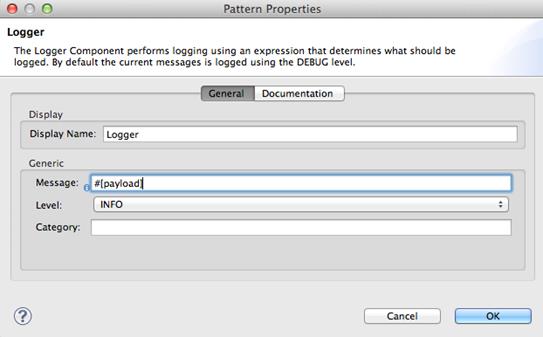 Pattern Properties
Logger
The Logger Component performs logging using an expression that determines what should be
logged. By default the current messages is logged using the DEBUG level.
General Documentation
Display
Display Name: Logger
Generic
Message: #[payload]
Level: INFO
Category:
? Cancel OK